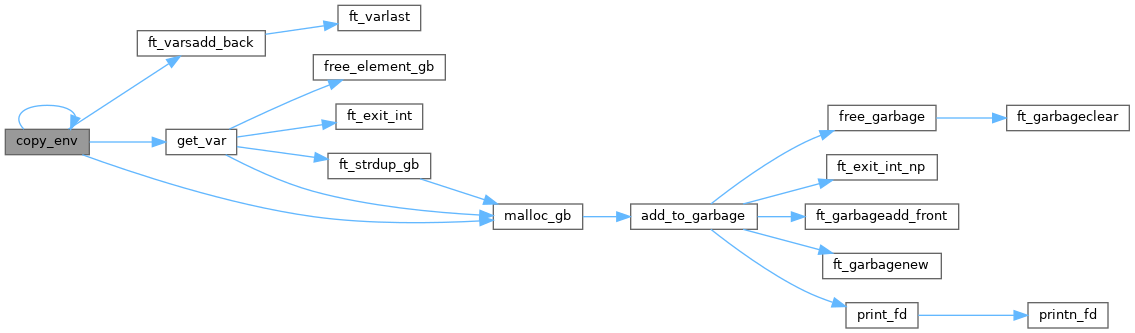 ft_varlast
ft_varsadd_back
free_element_gb
ft_exit_int
copy_env
get_var
ft_strdup_gb
malloc_gb
add_to_garbage
free_garbage
ft_garbageclear
ft_exit_int_np
ft_garbageadd_front
ft_garbagenew
print_fd
printn_fd